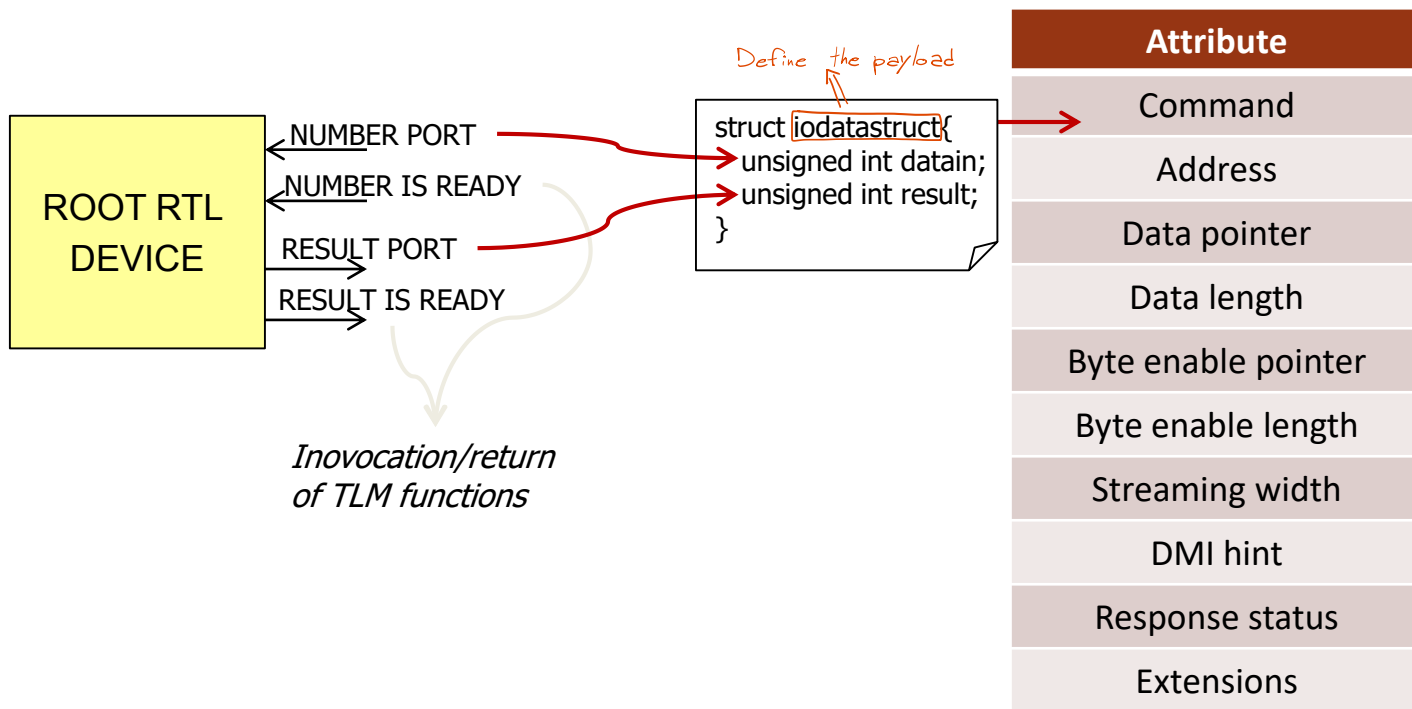 Define the payload
ROOT RTL
DEVICE
NUMBER PORT
NUMBER IS READY
RESULT PORT
RESULT IS READY
Inovocation/return
of TLM functions
struct iodatastruct{
unsigned int datain;
unsigned int result;
}
Attribute
Command
Address
Data pointer
Data length
Byte enable pointer
Byte enable length
Streaming width
DMI hint
Response status
Extensions